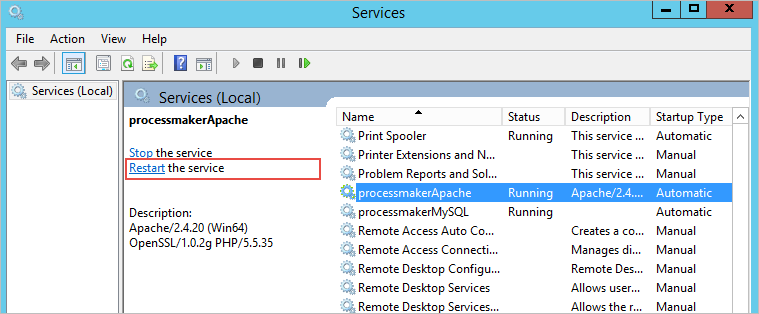 Services
File Action View Help
Services (Local)
Services (Local)
processmakerApache
Stop the service
Restart the service
Description:
Apache/2.4.20 (Win64)
OpenSSL/1.0.2g PHP/5.5.35
Name Status Description Startup Type
Print Spooler Running This service ... Automatic
Printer Extensions and N... This service ... Manual
Problem Reports and Sol... This service ... Manual
processmakerApache Running Apache/2.4.... Automatic
processmakerMySQL Running Automatic
Remote Access Auto Co... Creates a co... Manual
Remote Access Connecti... Manages di... Manual
Remote Desktop Configu... Remote Des... Manual
Remote Desktop Services Allows user... Manual
Remote Desktop Services... Allows the r... Manual